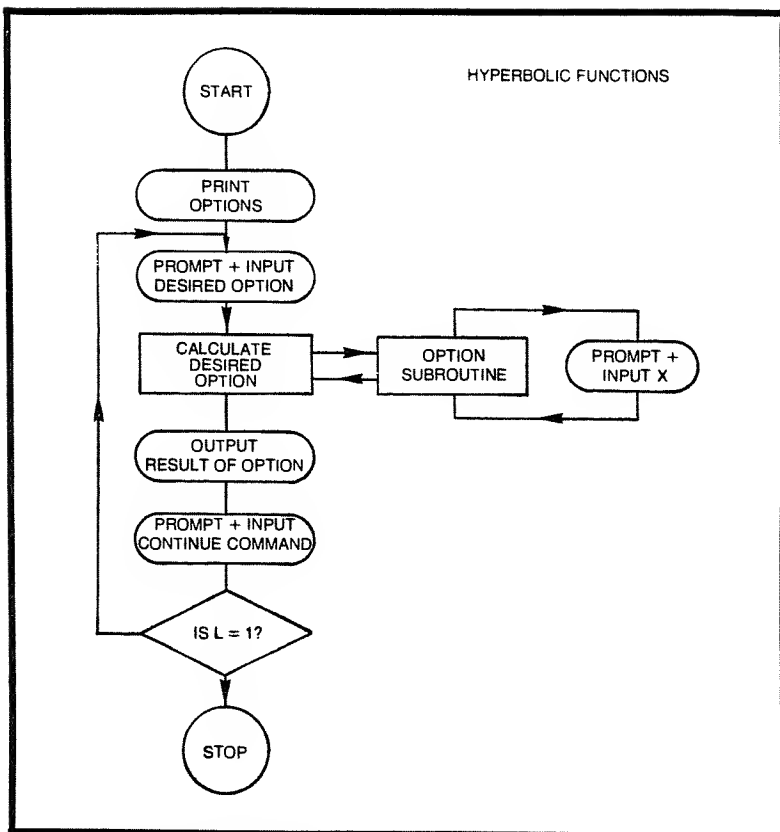 HYPERBOLIC FUNCTIONS
START
PRINT
OPTIONS
PROMPT + INPUT
DESIRED OPTION
CALCULATE
DESIRED
OPTION
OPTION
SUBROUTINE
PROMPT +
INPUT X
OUTPUT
RESULT OF OPTION
PROMPT + INPUT
CONTINUE COMMAND
IS L = 1?
STOP